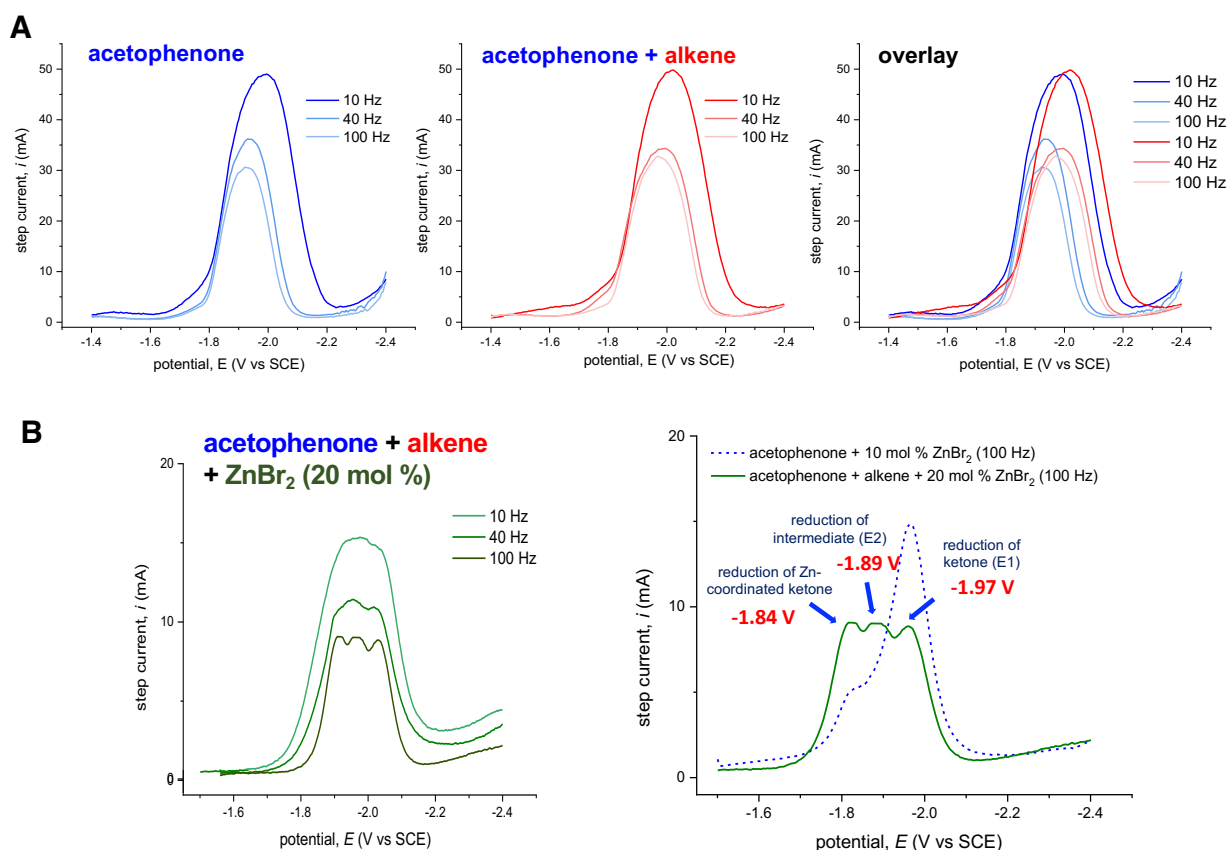 A
acetophenone
50
40
30
20
10
0
10 Hz
40 Hz
100 Hz
step current, i (mA)
-1.4
-1.6
-1.8
-2.0
-2.2
-2.4
potential, E (V vs SCE)
acetophenone + alkene
50
40
30
20
10
0
10 Hz
40 Hz
100 Hz
step current, i (mA)
-1.4
-1.6
-1.8
-2.0
-2.2
-2.4
potential, E (V vs SCE)
overlay
50
40
30
20
10
0
10 Hz
40 Hz
100 Hz
10 Hz
40 Hz
100 Hz
step current, i (mA)
-1.4
-1.6
-1.8
-2.0
-2.2
-2.4
potential, E (V vs SCE)
B
acetophenone + alkene
+ ZnBr2 (20 mol %)
20
10
0
10 Hz
40 Hz
100 Hz
step current, i (mA)
-1.6
-1.8
-2.0
-2.2
-2.4
potential, E (V vs SCE)
20
10
0
acetophenone + 10 mol % ZnBr2 (100 Hz)
acetophenone + alkene + 20 mol % ZnBr2 (100 Hz)
reduction of
intermediate (E2)
-1.89 V
reduction of
ketone (E1)
-1.97 V
reduction of Zn-
coordinated ketone
-1.84 V
step current, i (mA)
-1.6
-1.8
-2.0
-2.2
-2.4
potential, E (V vs SCE)